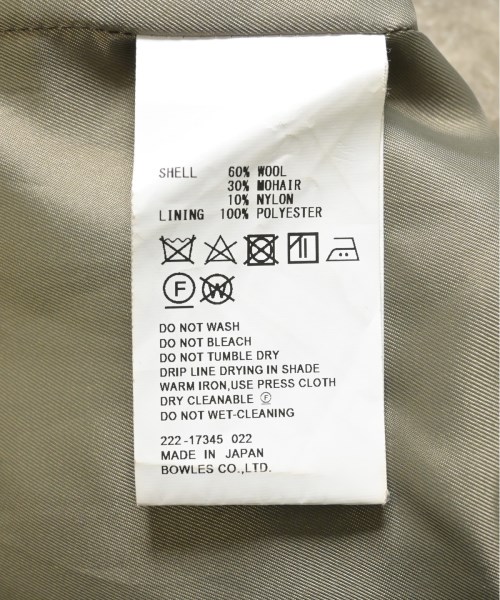 SHELL 60% WOOL
30% MOHAIR
10% NYLON
LINING 100% POLYESTER
F W
DO NOT WASH
DO NOT BLEACH
DO NOT TUMBLE DRY
DRIP LINE DRYING IN SHADE
WARM IRON,USE PRESS CLOTH
DRY CLEANABLE Ⓕ
DO NOT WET-CLEANING
222-17345 022
MADE IN JAPAN
BOWLES CO.,LTD.